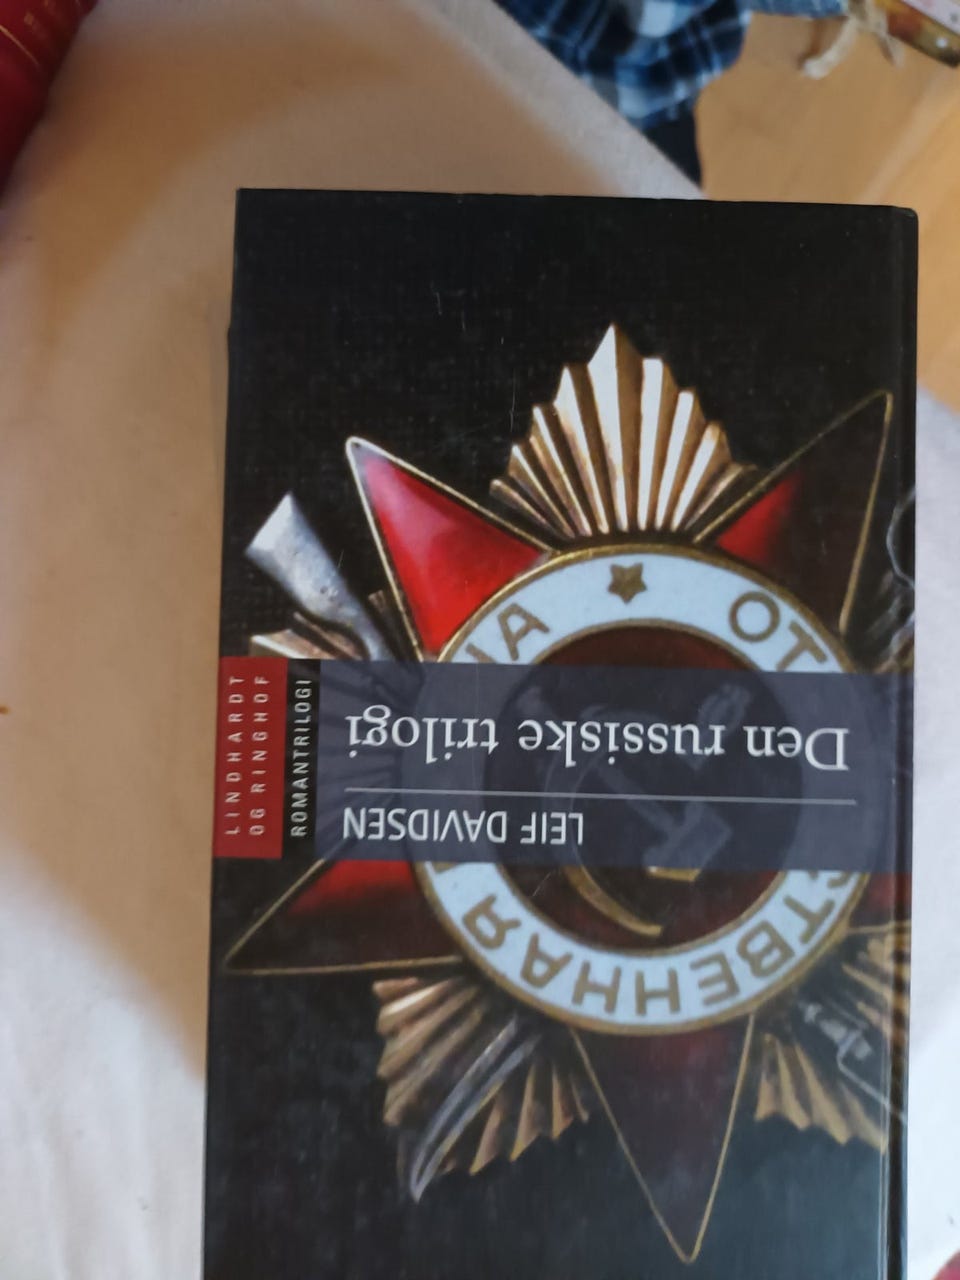 LEIF DAVIDSEN
Den russiske trilogi
ROMANTRILOGI
LINDHARDT
OG RINGHOF